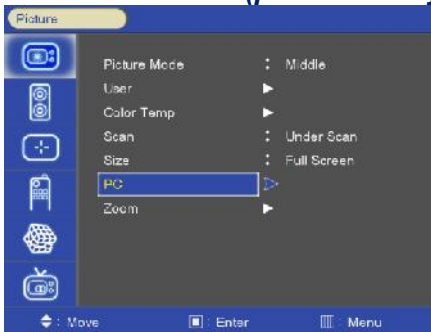 Picture
Picture Mode : Middle
User
Color Temp
Scan : Under Scan
Size : Full Screen
PC
Zoom
: Move : Enter : Menu